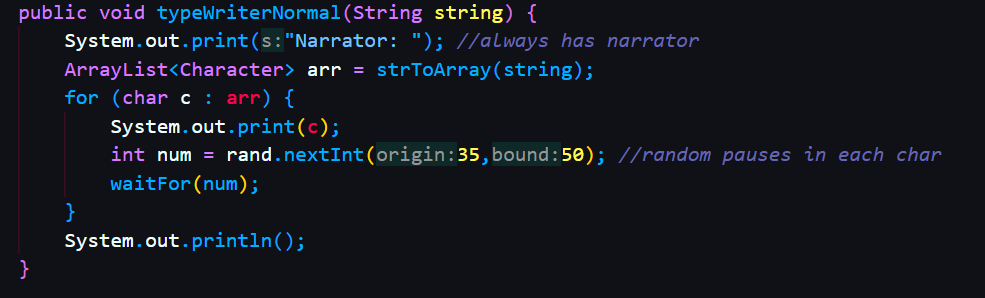 public void typeWriterNormal(String string) {
System.out.print(s:"Narrator: "); //always has narrator
ArrayList<Character> arr = strToArray(string);
for (char c : arr) {
System.out.print(c);
int num = rand.nextInt(origin:35,bound:50); //random pauses in each char
waitFor(num);
}
System.out.println();
}